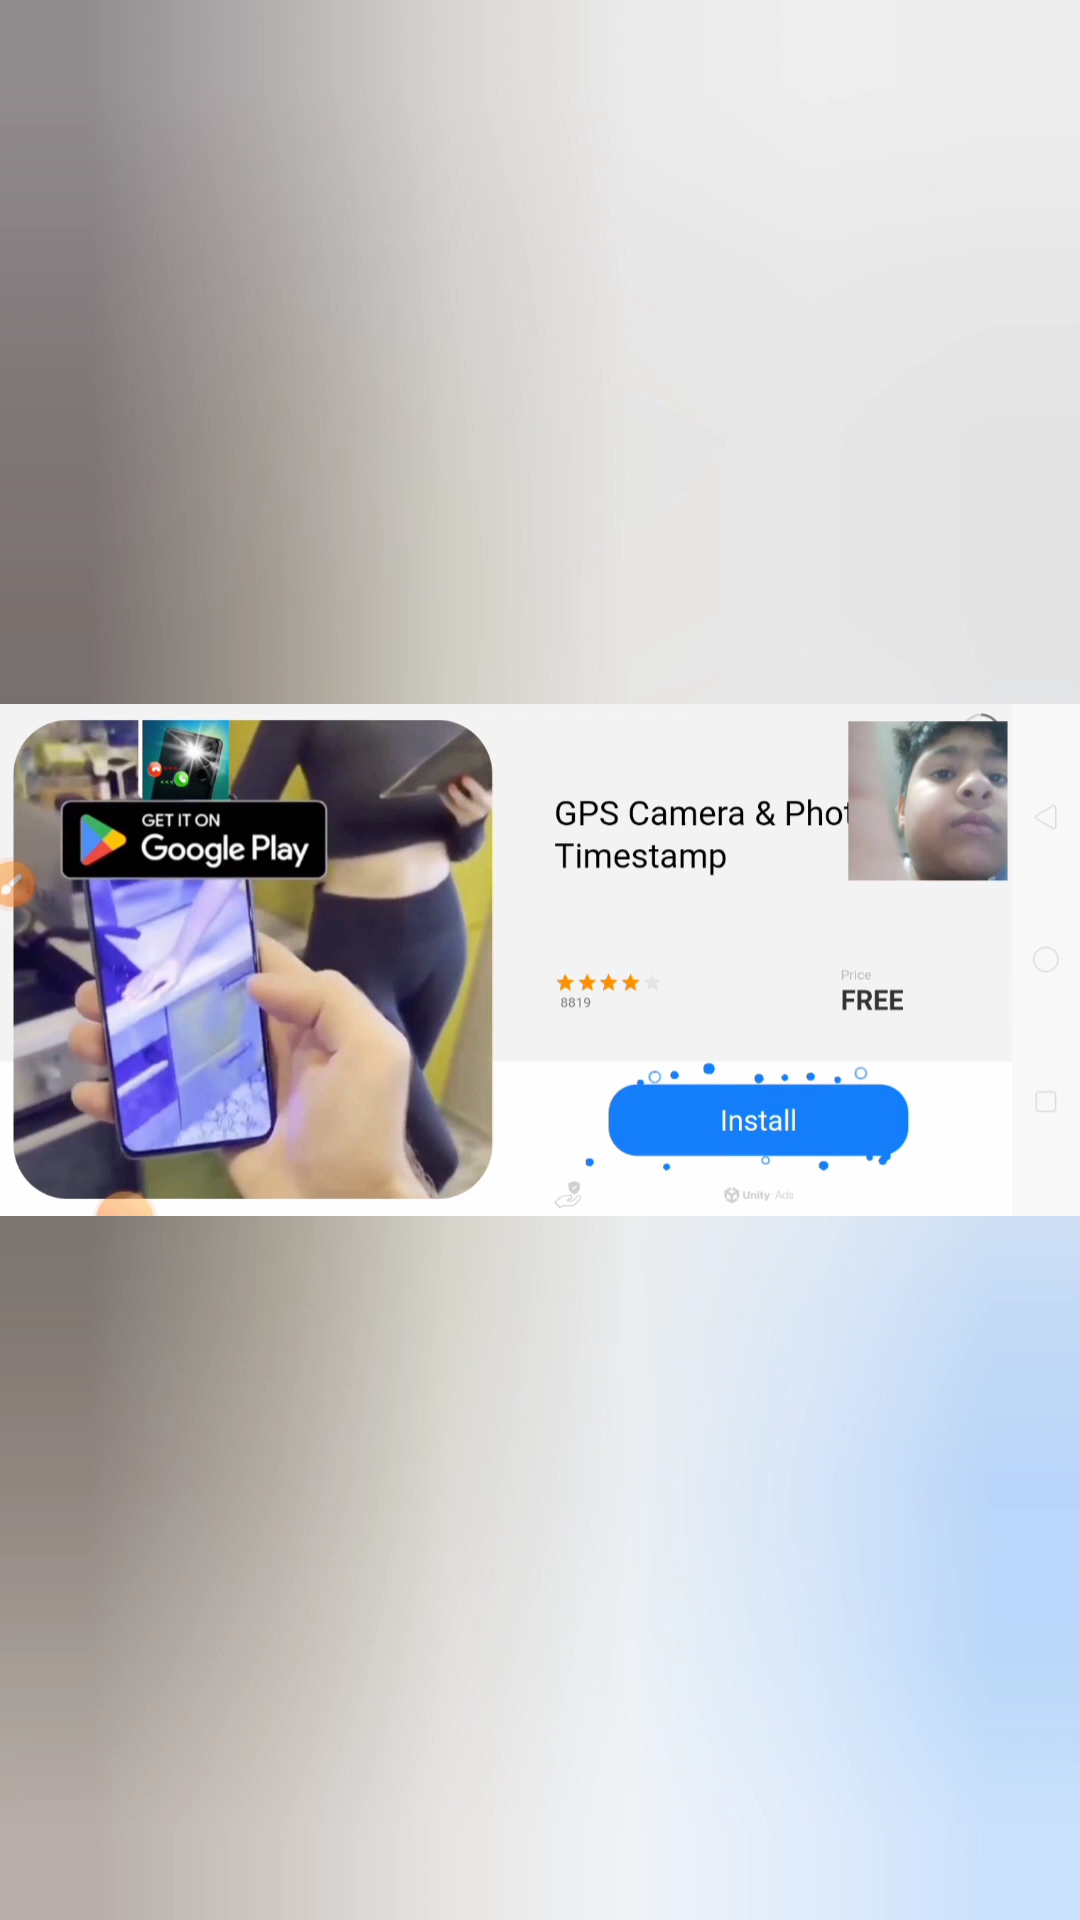 GET IT ON
Google Play
GPS Camera & Phot
Timestamp
8819
Price
FREE
Install
Unity Ads